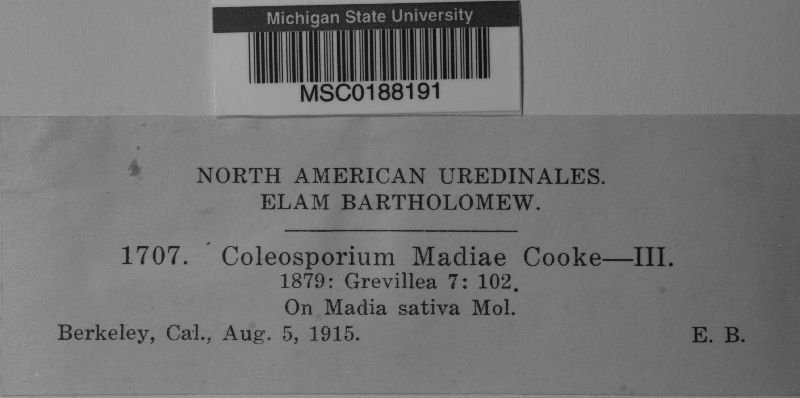 Michigan State University
MSC0188191
NORTH AMERICAN UREDINALES.
ELAM BARTHOLOMEW.
1707. Coleosporium Madiae Cooke—III.
1879: Grevillea 7: 102.
On Madia sativa Mol.
Berkeley, Cal., Aug. 5, 1915. E. B.